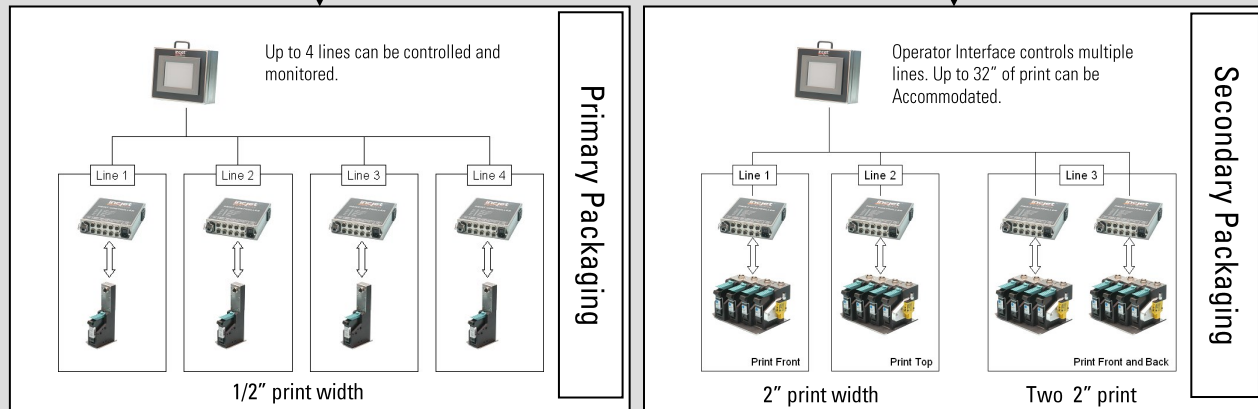 Up to 4 lines can be controlled and
monitored.
Line 1
Line 2
Line 3
Line 4
1/2" print width
Primary Packaging
Operator Interface controls multiple
lines. Up to 32" of print can be
Accommodated.
Line 1
Line 2
Line 3
Print Front
Print Top
Print Front and Back
2" print width
Two 2" print
Secondary Packaging